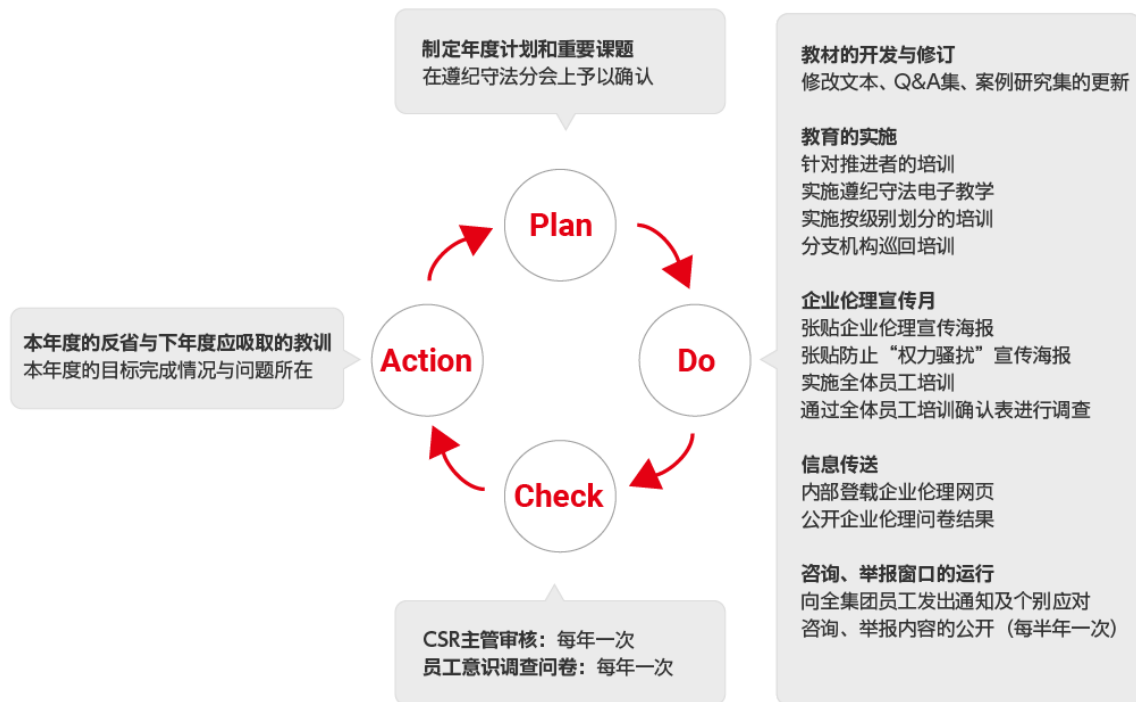 制定年度计划和重要课题
在遵纪守法分会上予以确认
Plan
Do
Check
Action
教材的开发与修订
修改文本、Q&A集、案例研究集的更新
教育的实施
针对推进者的培训
实施遵纪守法电子教学
实施按级别划分的培训
分支机构巡回培训
企业伦理宣传月
张贴企业伦理宣传海报
张贴防止“权力骚扰”宣传海报
实施全体员工培训
通过全体员工培训确认表进行调查
信息传送
内部登载企业伦理网页
公开企业伦理问卷结果
咨询、举报窗口的运行
向全集团员工发出通知及个别应对
咨询、举报内容的公开（每半年一次）
CSR主管审核：每年一次
员工意识调查问卷：每年一次
本年度的反省与下年度应吸取的教训
本年度的目标完成情况与问题所在